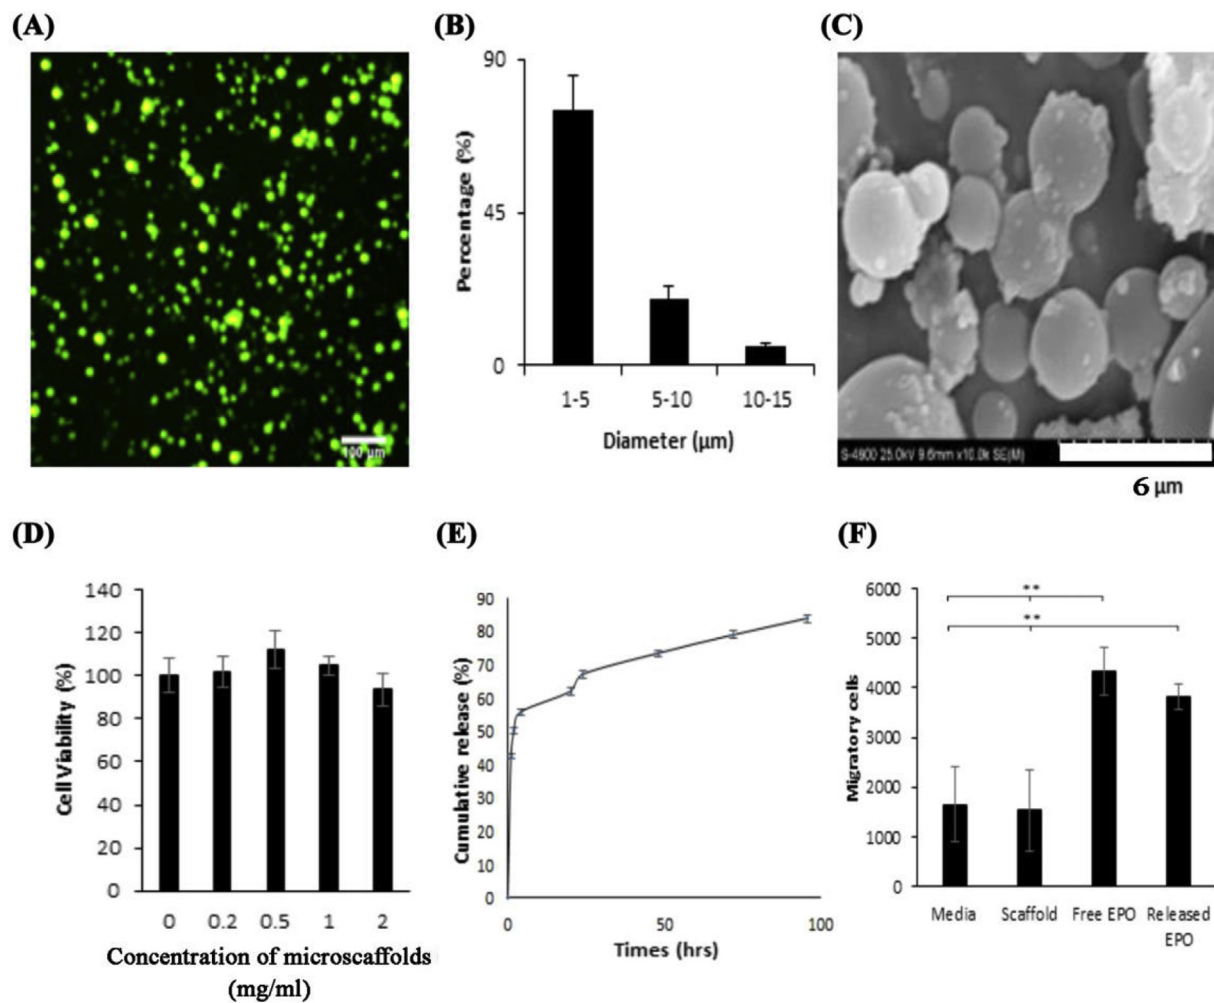 (A)
100 µm
(B)
90
45
0
Percentage (%)
1-5
5-10
10-15
Diameter (µm)
(C)
S-4800 25.0kV 9.6mm x10.0k SE(M)
6 µm
(D)
140
120
100
80
60
40
20
0
Cell Viability (%)
0
0.2
0.5
1
2
Concentration of microscaffolds
(mg/ml)
(E)
90
80
70
60
50
40
30
20
10
0
Cumulative release (%)
0
50
100
Times (hrs)
(F)
6000
5000
4000
3000
2000
1000
0
Migratory cells
**
**
Media
Scaffold
Free EPO
Released
EPO